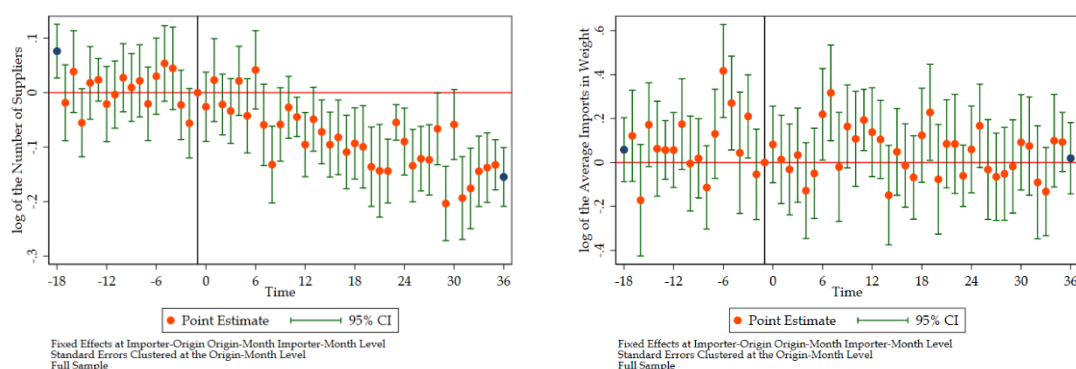 log of the Number of Suppliers
.1
0
-.1
-.2
-.3
-18 -12 -6 0 6 12 18 24 30 36
Time
Point Estimate 95% CI
Fixed Effects at Importer-Origin Origin-Month Importer-Month Level
Standard Errors Clustered at the Origin-Month Level
Full Sample
log of the Average Imports in Weight
.6
.4
.2
0
-.2
-.4
-18 -12 -6 0 6 12 18 24 30 36
Time
Point Estimate 95% CI
Fixed Effects at Importer-Origin Origin-Month Importer-Month Level
Standard Errors Clustered at the Origin-Month Level
Full Sample